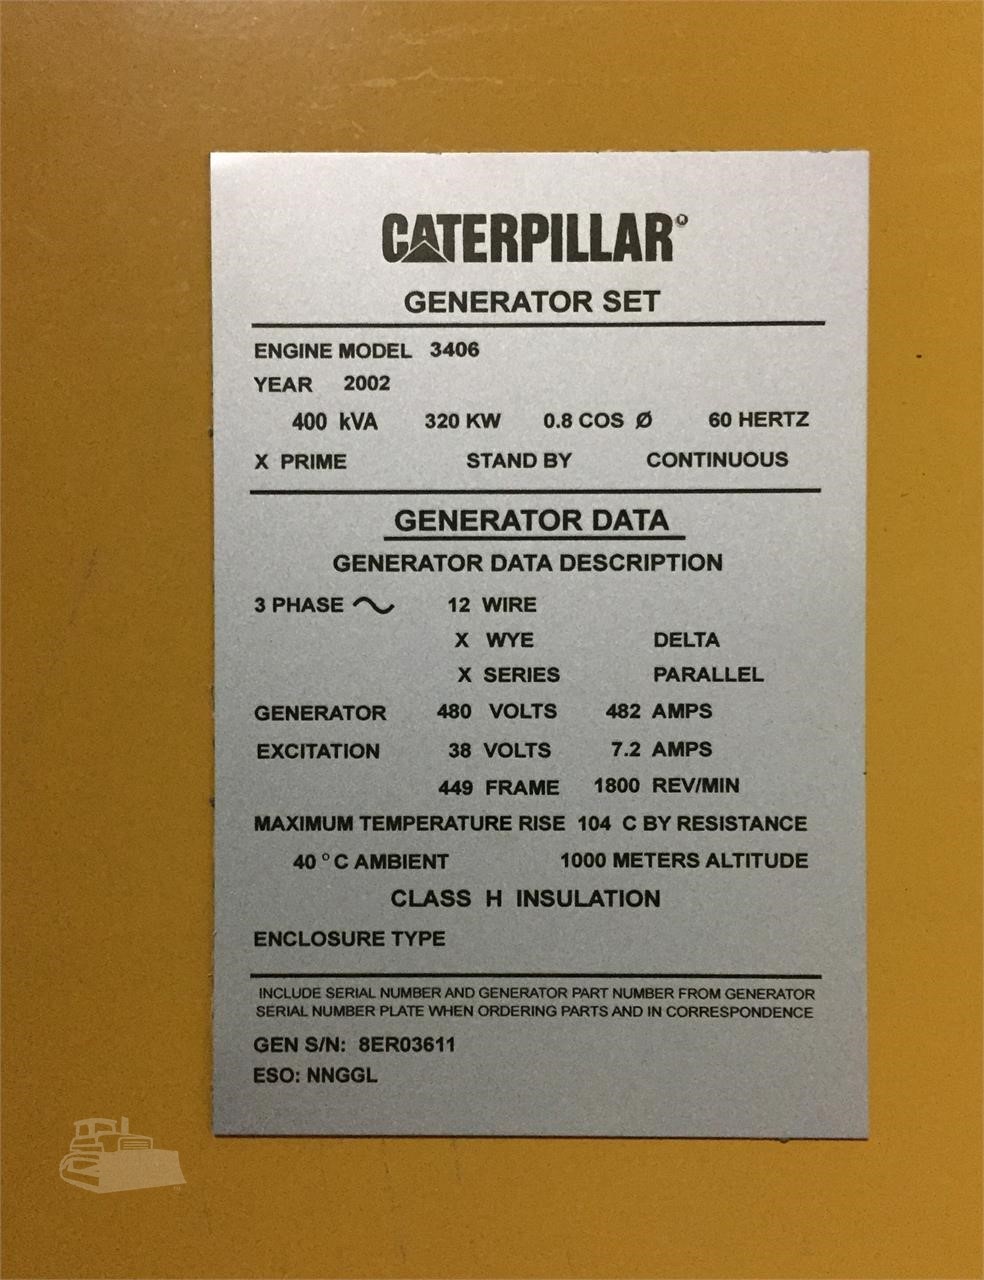 CATERPILLAR®
GENERATOR SET
ENGINE MODEL 3406
YEAR 2002
400 kVA 320 KW 0.8 COS Ø 60 HERTZ
X PRIME STAND BY CONTINUOUS
GENERATOR DATA
GENERATOR DATA DESCRIPTION
3 PHASE 12 WIRE
X WYE DELTA
X SERIES PARALLEL
GENERATOR 480 VOLTS 482 AMPS
EXCITATION 38 VOLTS 7.2 AMPS
449 FRAME 1800 REV/MIN
MAXIMUM TEMPERATURE RISE 104 C BY RESISTANCE
40 °C AMBIENT 1000 METERS ALTITUDE
CLASS H INSULATION
ENCLOSURE TYPE
INCLUDE SERIAL NUMBER AND GENERATOR PART NUMBER FROM GENERATOR
SERIAL NUMBER PLATE WHEN ORDERING PARTS AND IN CORRESPONDENCE
GEN S/N: 8ER03611
ESO: NNGGL